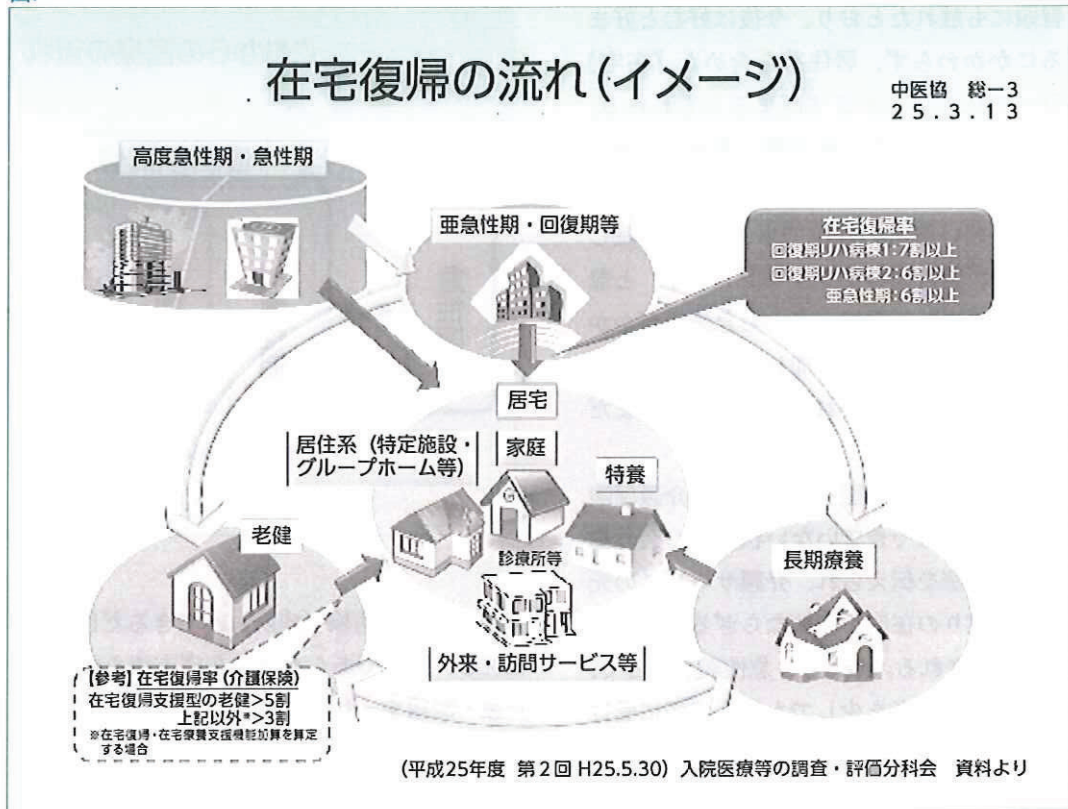 在宅復帰の流れ(イメージ)
中医協 総-3
25.3.13
高度急性期・急性期
亜急性期・回復期等
在宅復帰率
回復期リハ病棟1:7割以上
回復期リハ病棟2:6割以上
亜急性期:6割以上
居宅
居住系(特定施設・
グループホーム等)
家庭
特養
老健
診療所等
長期療養
外来・訪問サービス等
【参考】在宅復帰率(介護保険)
在宅復帰支援型の老健>5割
上記以外※>3割
※在宅復帰・在宅療養支援機能加算を算定
する場合
(平成25年度 第2回 H25.5.30) 入院医療等の調査・評価分科会 資料より